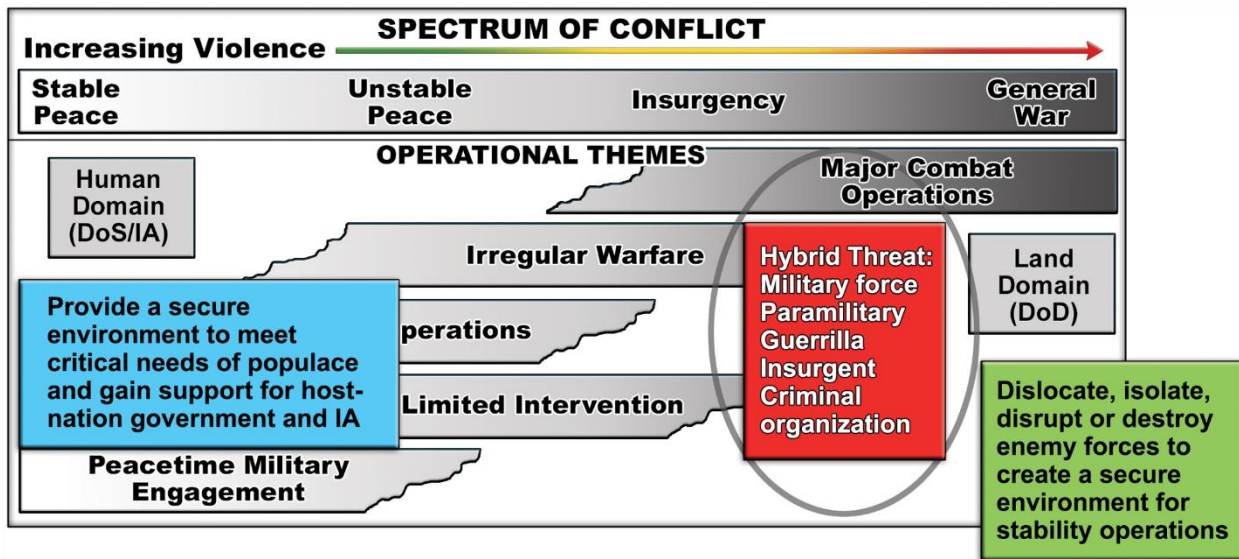 SPECTRUM OF CONFLICT
Increasing Violence
Stable
Peace
Unstable
Peace
Insurgency
General
War
OPERATIONAL THEMES
Human
Domain
(DoS/IA)
Major Combat
Operations
Irregular Warfare
Hybrid Threat:
Military force
Paramilitary
Guerrilla
Insurgent
Criminal
organization
Land
Domain
(DoD)
Provide a secure
environment to meet
critical needs of populace
and gain support for host-
nation government and IA
perations
Limited Intervention
Peacetime Military
Engagement
Dislocate, isolate,
disrupt or destroy
enemy forces to
create a secure
environment for
stability operations